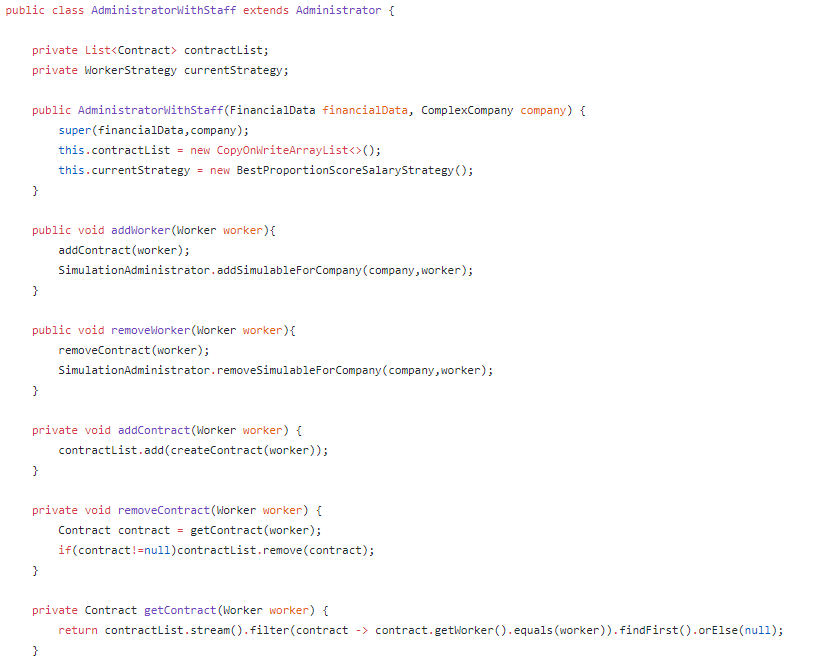 public class AdministratorWithStaff extends Administrator {
    private List<Contract> contractList;
    private WorkerStrategy currentStrategy;
    public AdministratorWithStaff(FinancialData financialData, ComplexCompany company) {
        super(financialData,company);
        this.contractList = new CopyOnWriteArrayList<>();
        this.currentStrategy = new BestProportionScoreSalaryStrategy();
    }
    public void addWorker(Worker worker){
        addContract(worker);
        SimulationAdministrator.addSimulableForCompany(company,worker);
    }
    public void removeWorker(Worker worker){
        removeContract(worker);
        SimulationAdministrator.removeSimulableForCompany(company,worker);
    }
    private void addContract(Worker worker) {
        contractList.add(createContract(worker));
    }
    private void removeContract(Worker worker) {
        Contract contract = getContract(worker);
        if(contract!=null)contractList.remove(contract);
    }
    private Contract getContract(Worker worker) {
        return contractList.stream().filter(contract -> contract.getWorker().equals(worker)).findFirst().orElse(null);
    }